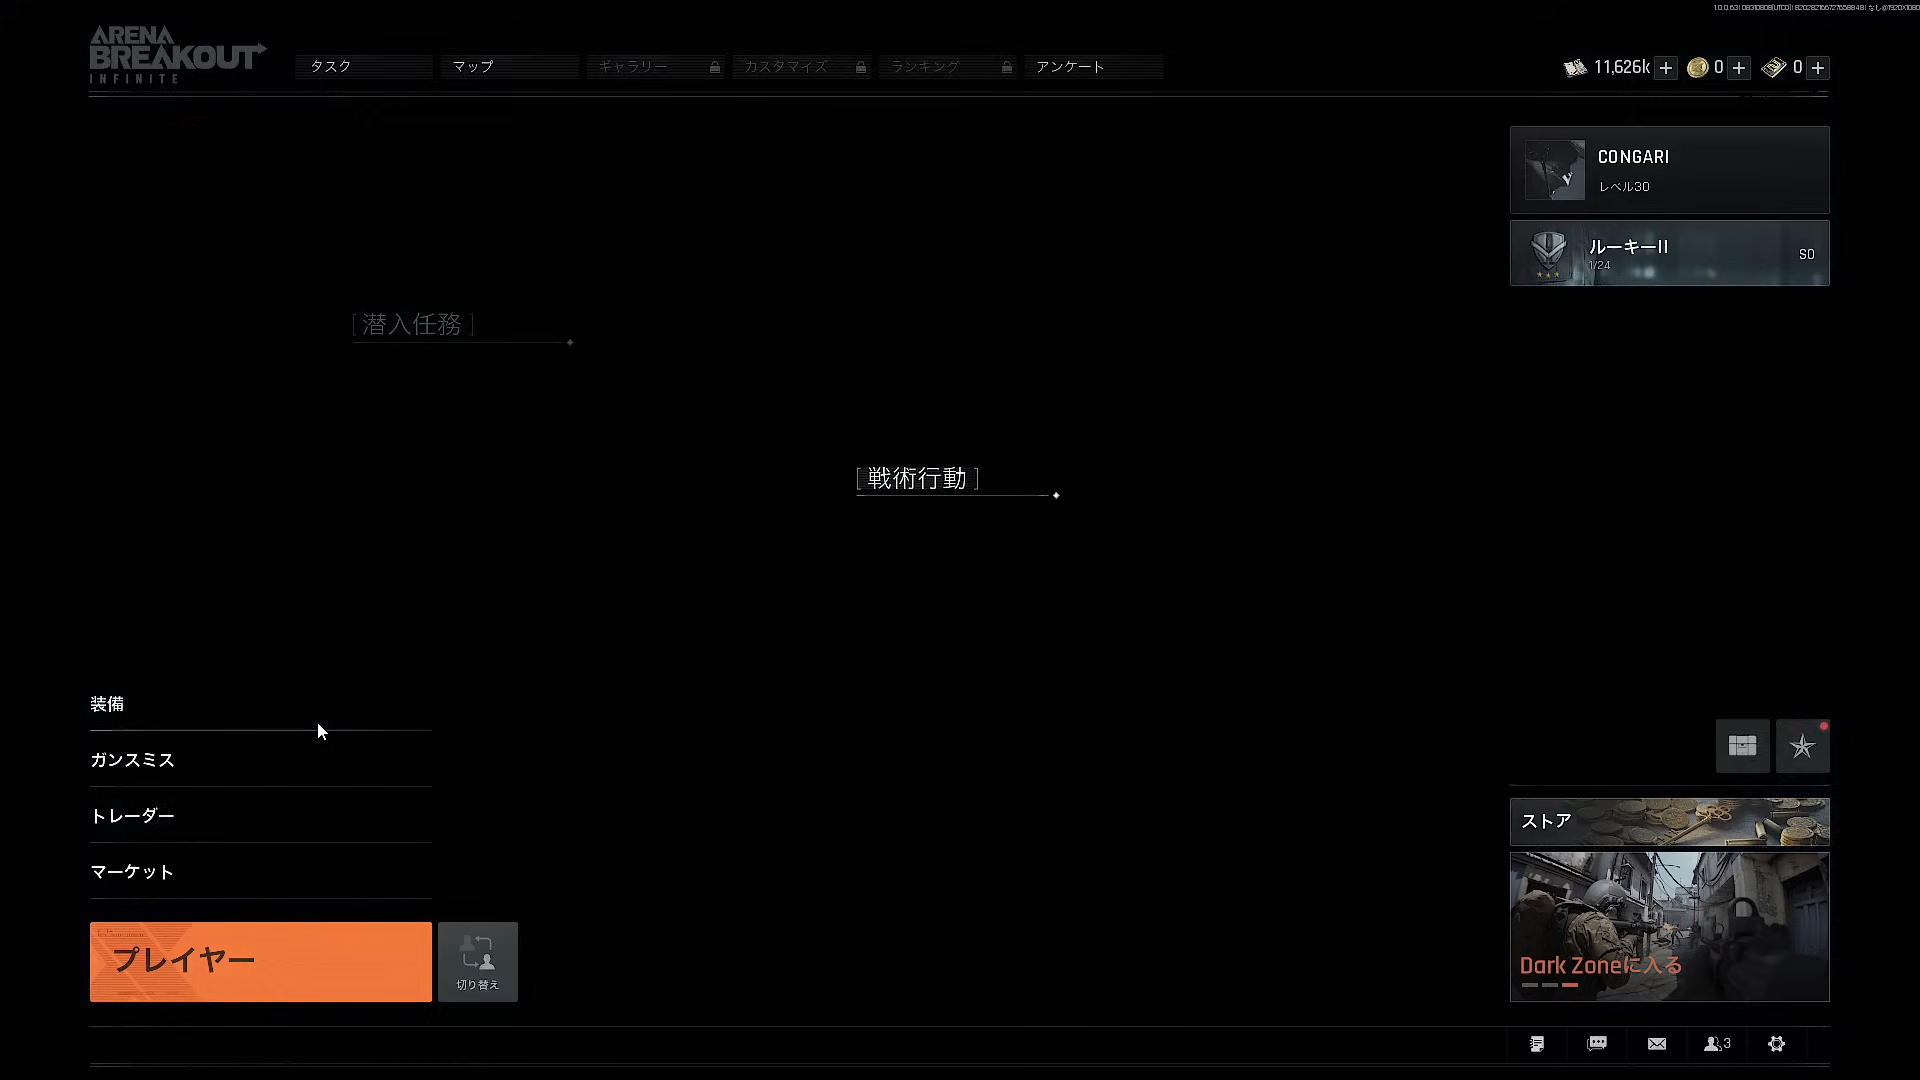 ARENA
BREAKOUT
INFINITE
タスク
マップ
ギャラリー
カスタマイズ
ランキング
アンケート
11,626k
0
0
CONGARI
レベル30
ルーキーII
1/24
S0
[潜入任務]
[戦術行動]
装備
ガンスミス
トレーダー
マーケット
プレイヤー
切り替え
ストア
Dark Zoneに入る
3